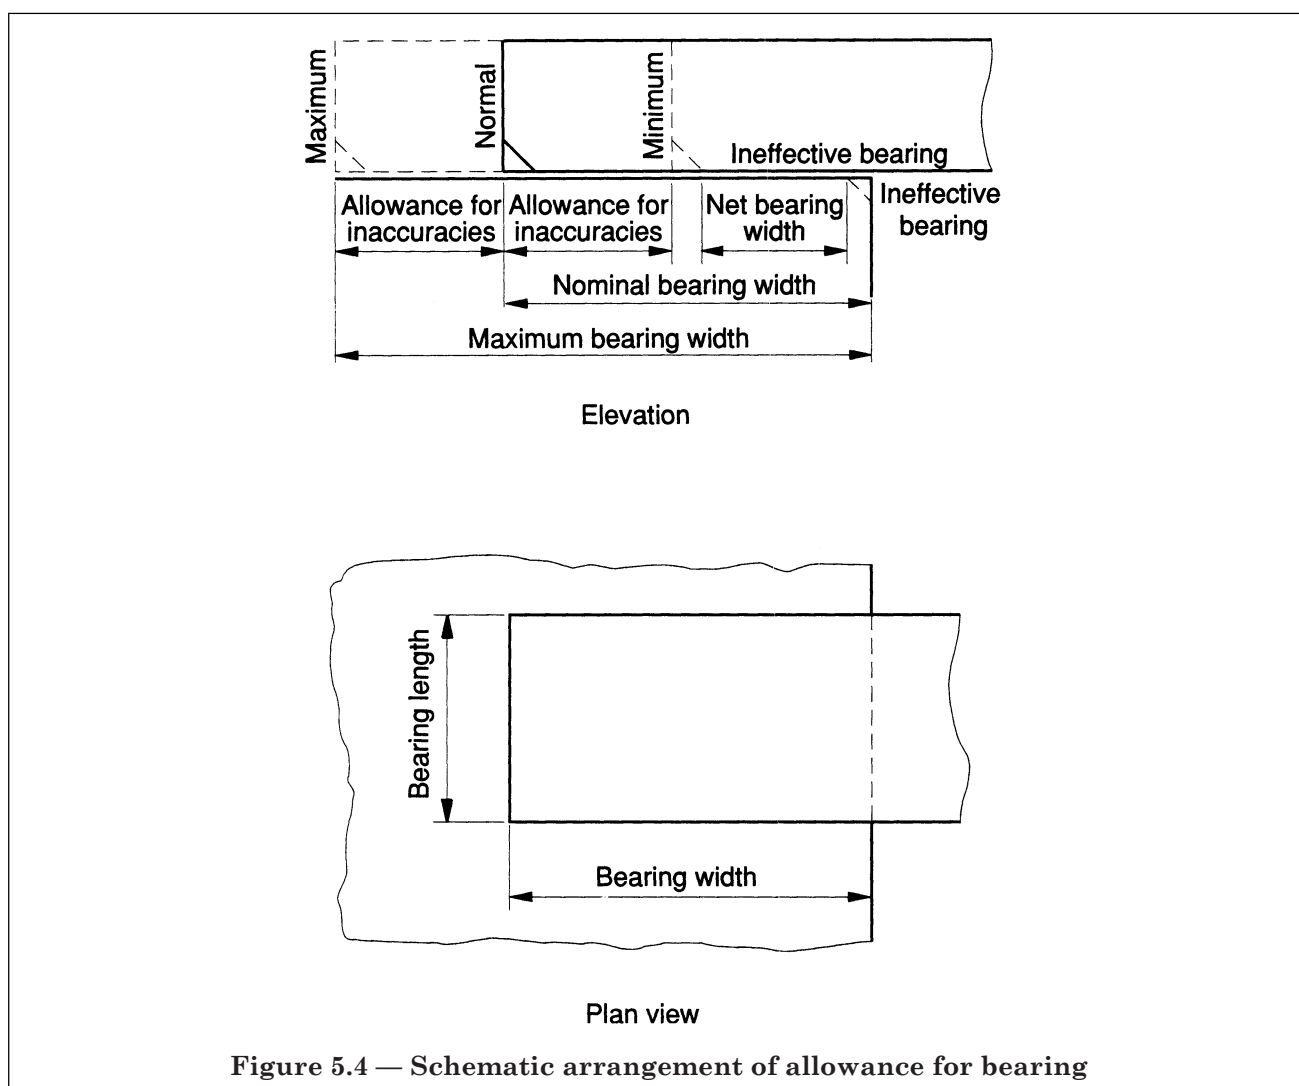 Maximum
Normal
Minimum
Ineffective bearing
Ineffective
bearing
Allowance for
inaccuracies
Allowance for
inaccuracies
Net bearing
width
Nominal bearing width
Maximum bearing width
Elevation
Bearing length
Bearing width
Plan view
Figure 5.4 — Schematic arrangement of allowance for bearing